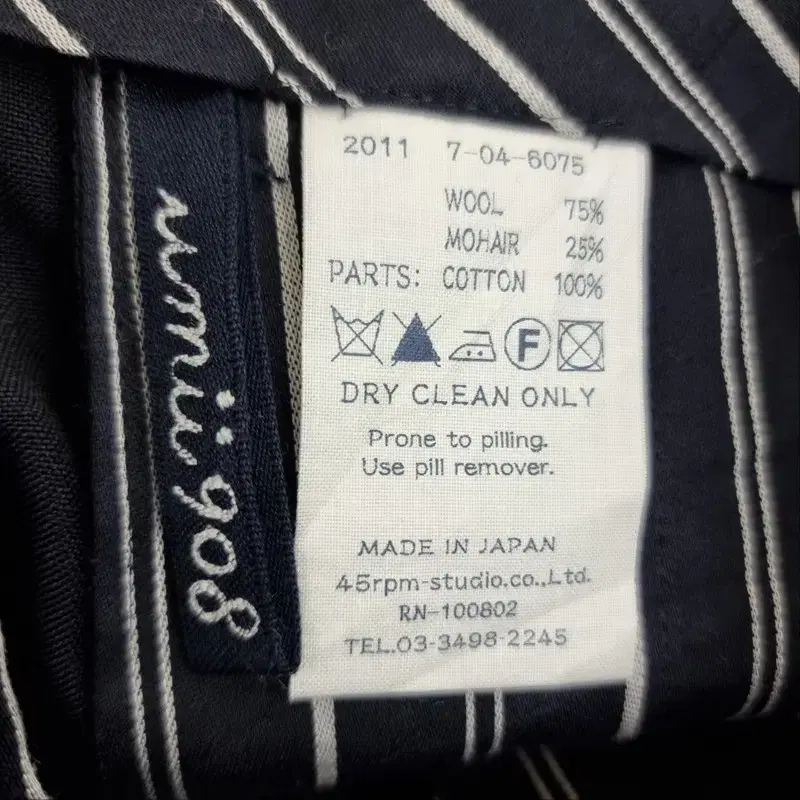 umii 908
2011 7-04-6075
WOOL 75%
MOHAIR 25%
PARTS: COTTON 100%
F
DRY CLEAN ONLY
Prone to pilling.
Use pill remover.
MADE IN JAPAN
45rpm-studio.co.,Ltd.
RN-100802
TEL.03-3498-2245